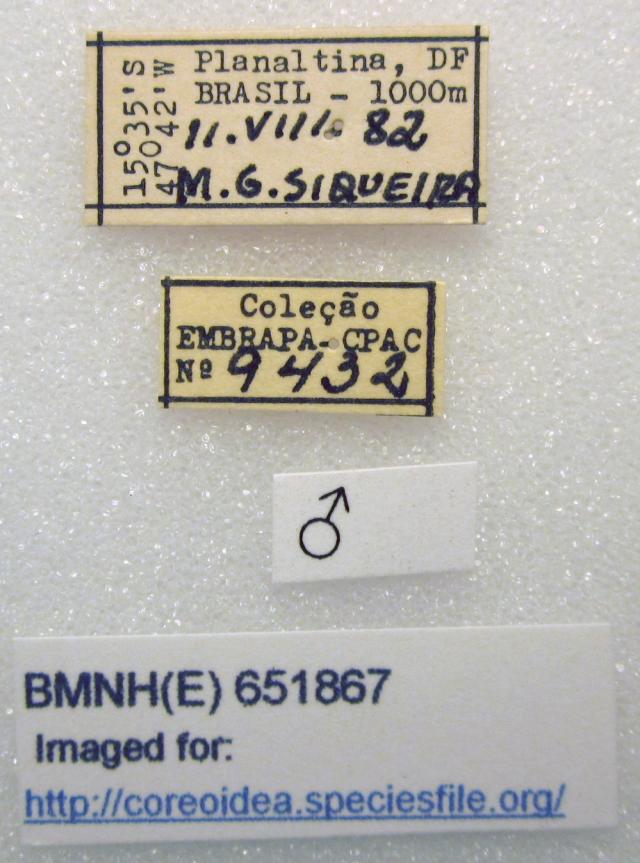 15°35'S
47°42'W
Planaltina, DF
BRASIL - 1000m
11.VIII.82
M.G.SIQUEIRA
Coleção
EMBRAPA-CPAC
Nº 9432
♂
BMNH(E) 651867
Imaged for:
http://coreoidea.speciesfile.org/